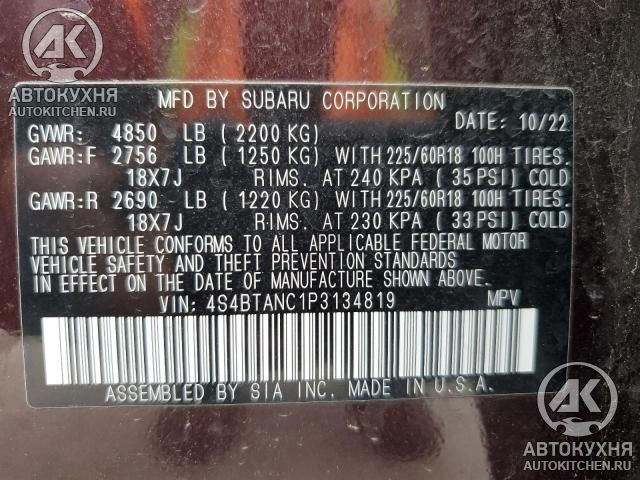 AK
АВТОКУХНЯ
AUTOKITCHEN.RU
MFD BY SUBARU CORPORATION
GVWR: 4850 LB (2200 KG) DATE: 10/22
GAWR:F 2756 LB (1250 KG) WITH 225/60R18 100H TIRES.
18X7J RIMS. AT 240 KPA (35 PSI) COLD
GAWR:R 2690 LB (1220 KG) WITH 225/60R18 100H TIRES.
18X7J RIMS. AT 230 KPA (33 PSI) COLD
THIS VEHICLE CONFORMS TO ALL APPLICABLE FEDERAL MOTOR
VEHICLE SAFETY AND THEFT PREVENTION STANDARDS
IN EFFECT ON THE DATE OF MANUFACTURE SHOWN ABOVE.
VIN: 4S4BTANC1P3134819 MPV
ASSEMBLED BY SIA INC. MADE IN U.S.A.
AK
АВТОКУХНЯ
AUTOKITCHEN.RU